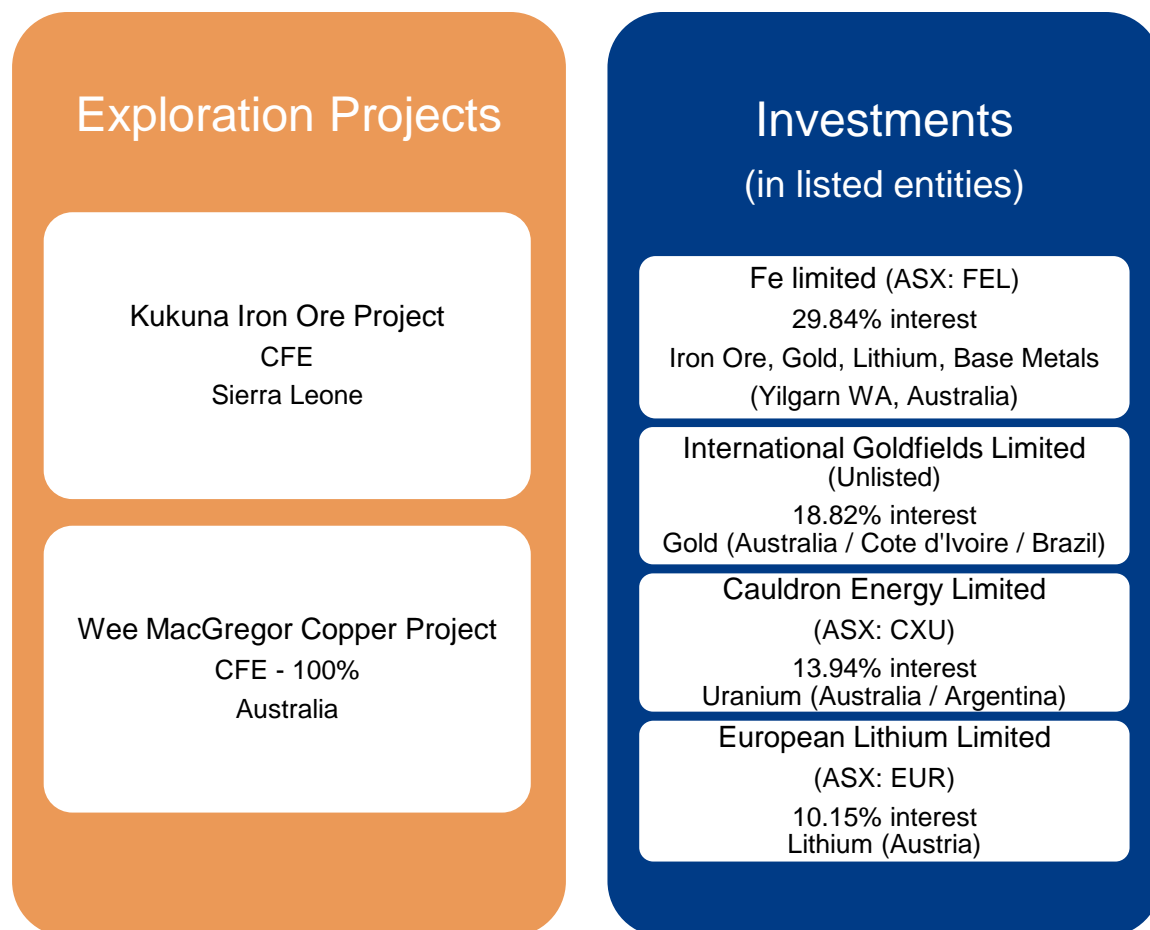 Exploration Projects
Kukuna Iron Ore Project
CFE
Sierra Leone
Wee MacGregor Copper Project
CFE - 100%
Australia
Investments
(in listed entities)
Fe limited (ASX: FEL)
29.84% interest
Iron Ore, Gold, Lithium, Base Metals
(Yilgarn WA, Australia)
International Goldfields Limited
(Unlisted)
18.82% interest
Gold (Australia / Cote d'Ivoire / Brazil)
Cauldron Energy Limited
(ASX: CXU)
13.94% interest
Uranium (Australia / Argentina)
European Lithium Limited
(ASX: EUR)
10.15% interest
Lithium (Austria)